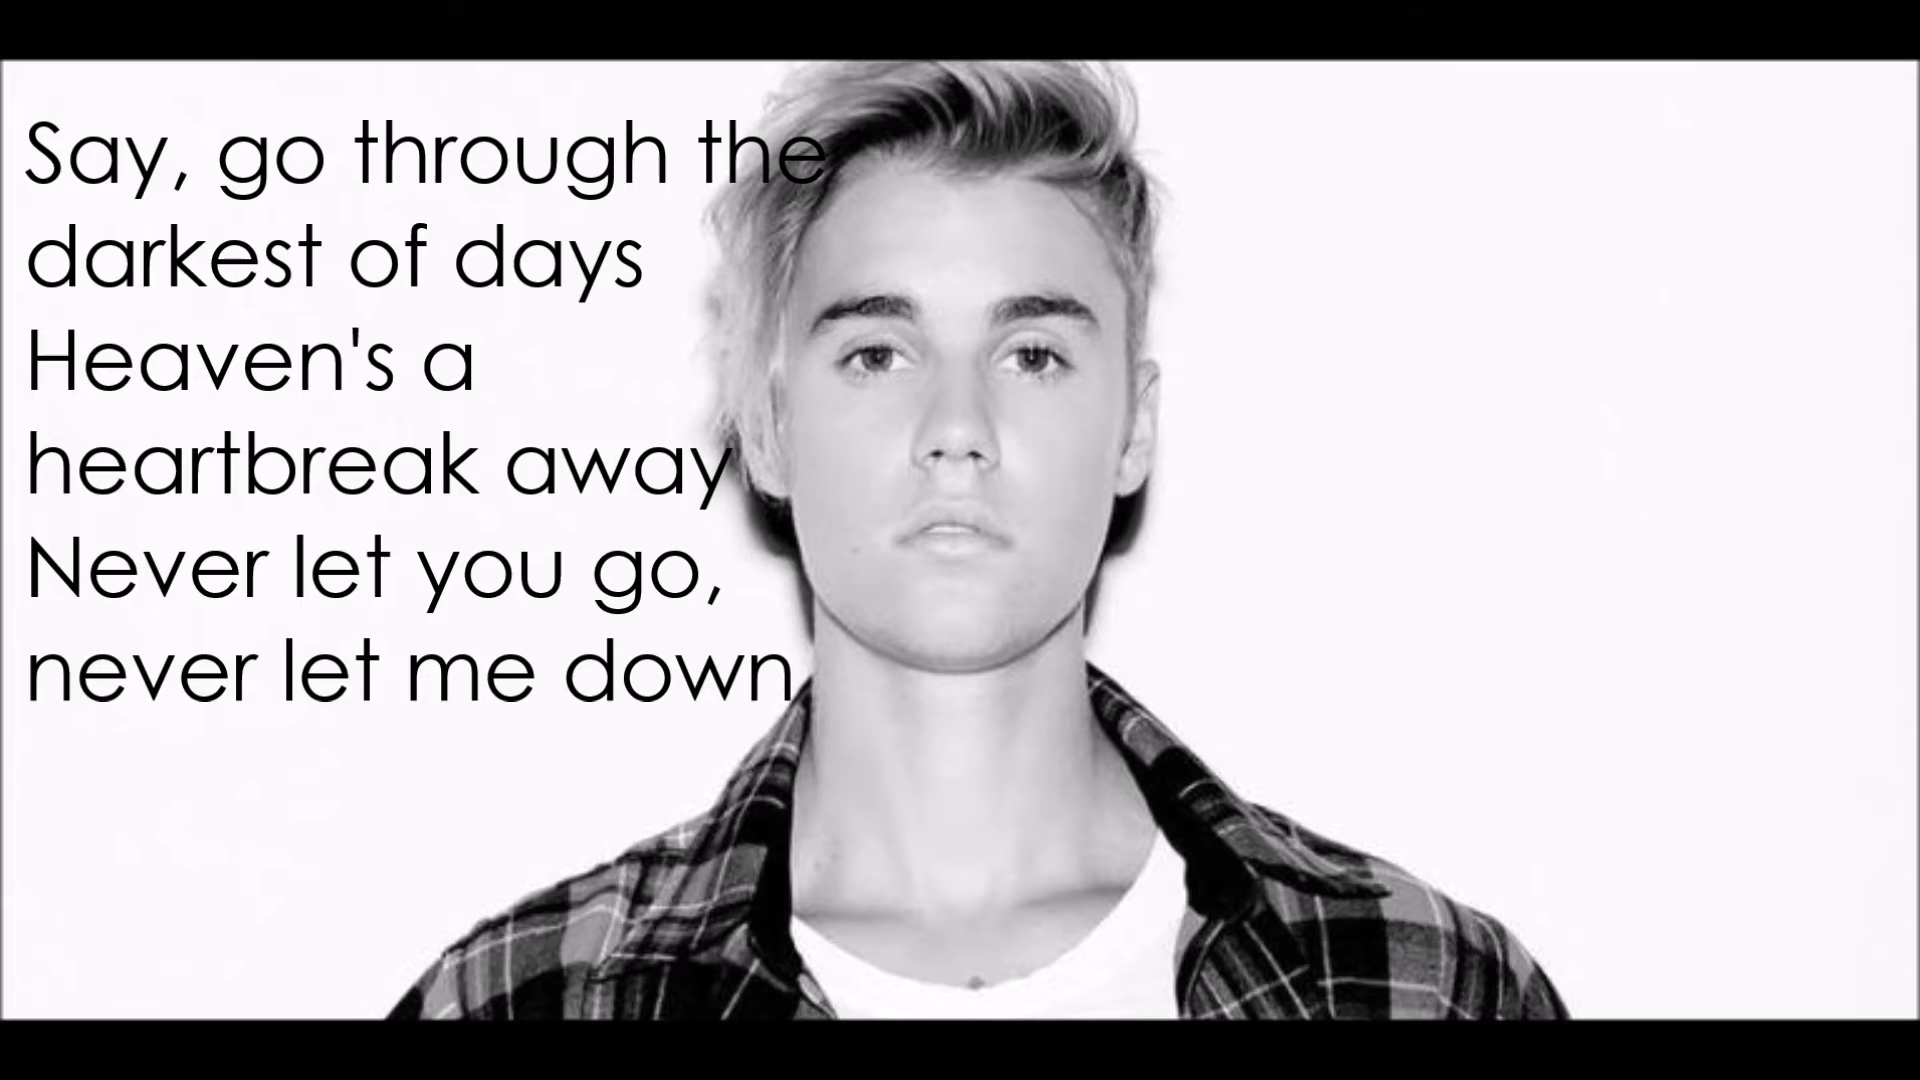 Say, go through the
darkest of days
Heaven's a
heartbreak away
Never let you go,
never let me down